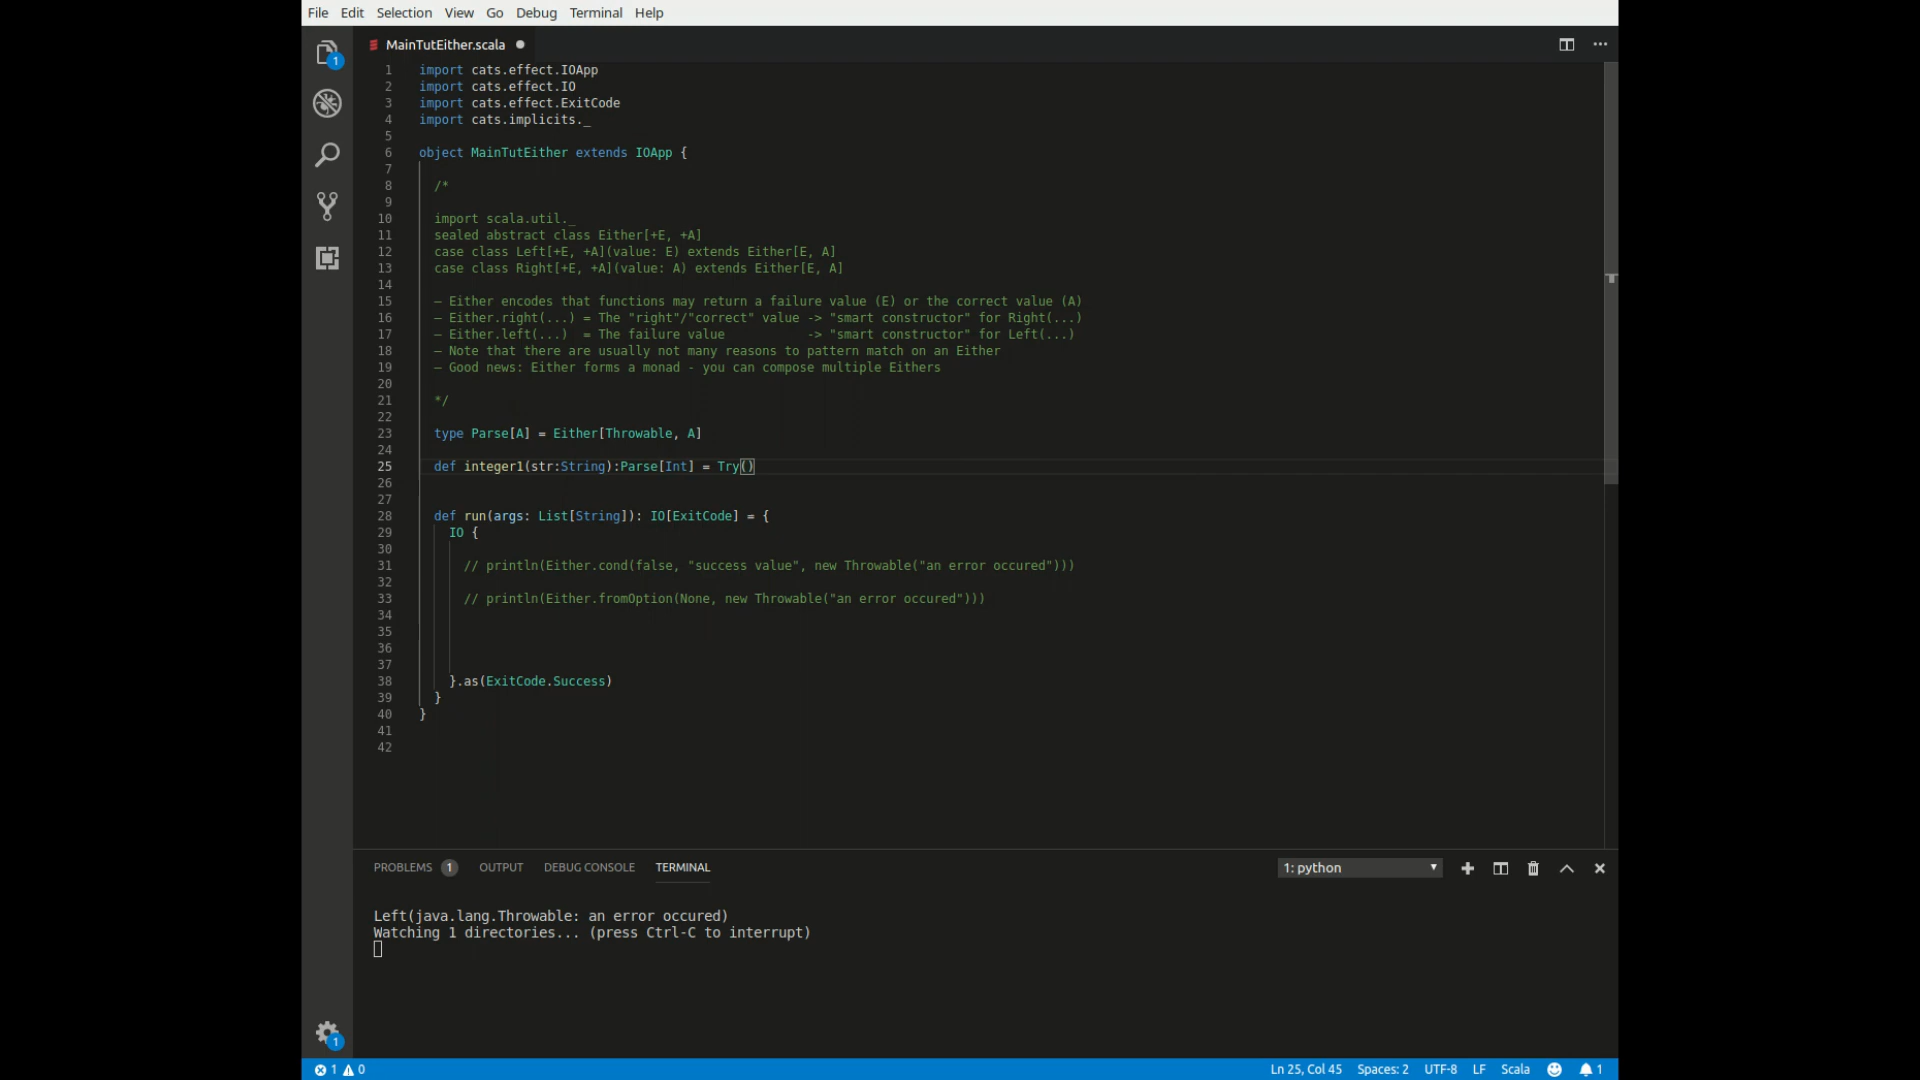 File Edit Selection View Go Debug Terminal Help
MainTutEither.scala
1 import cats.effect.IOApp
2 import cats.effect.IO
3 import cats.effect.ExitCode
4 import cats.implicits._
5
6 object MainTutEither extends IOApp {
7
8 /*
9
10 import scala.util._
11 sealed abstract class Either[+E, +A]
12 case class Left[+E, +A](value: E) extends Either[E, A]
13 case class Right[+E, +A](value: A) extends Either[E, A]
14
15 – Either encodes that functions may return a failure value (E) or the correct value (A)
16 – Either.right(...) = The "right"/"correct" value -> "smart constructor" for Right(...)
17 – Either.left(...)  = The failure value           -> "smart constructor" for Left(...)
18 – Note that there are usually not many reasons to pattern match on an Either
19 – Good news: Either forms a monad - you can compose multiple Eithers
20
21 */
22
23 type Parse[A] = Either[Throwable, A]
24
25 def integer1(str:String):Parse[Int] = Try()
26
27
28 def run(args: List[String]): IO[ExitCode] = {
29 IO {
30
31 // println(Either.cond(false, "success value", new Throwable("an error occured")))
32
33 // println(Either.fromOption(None, new Throwable("an error occured")))
34
35
36
37
38 }.as(ExitCode.Success)
39 }
40 }
41
42
PROBLEMS 1 OUTPUT DEBUG CONSOLE TERMINAL 1: python
Left(java.lang.Throwable: an error occured)
Watching 1 directories... (press Ctrl-C to interrupt)
1 0 Ln 25, Col 45 Spaces: 2 UTF-8 LF Scala 1